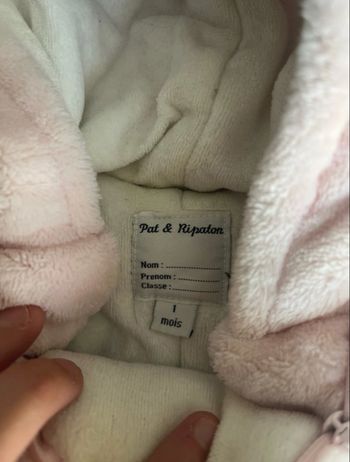 Pat & Ripaton
Nom : ..................
Prenom : ...............
Classe : ................
1
mois